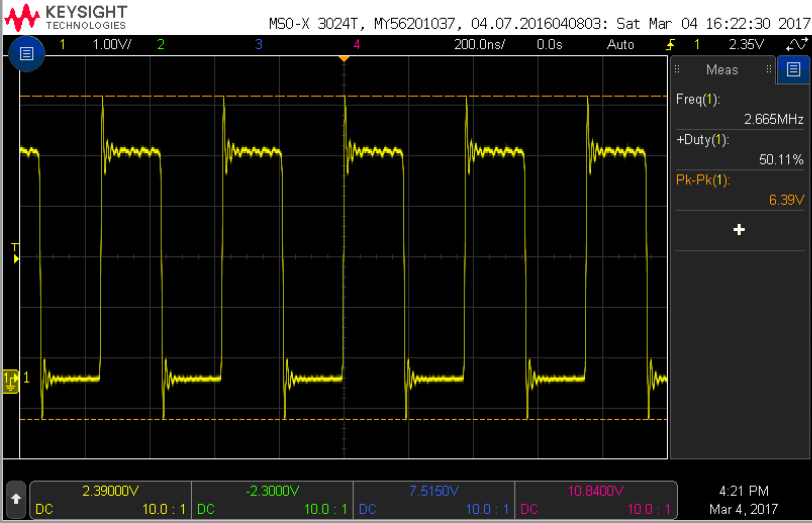 KEYSIGHT
TECHNOLOGIES
MSO-X 3024T, MY56201037, 04.07.2016040803: Sat Mar 04 16:22:30 2017
1 1.00V/ 2 3 4 200.0ns/ 0.0s Auto 1 2.35V
Meas
Freq(1):
2.665MHz
+Duty(1):
50.11%
Pk-Pk(1):
6.39V
T
1 1
2.39000V -2.3000V 7.5150V 10.8400V
DC 10.0 : 1 DC 10.0 : 1 DC 10.0 : 1 DC 10.0 : 1
4:21 PM
Mar 4, 2017